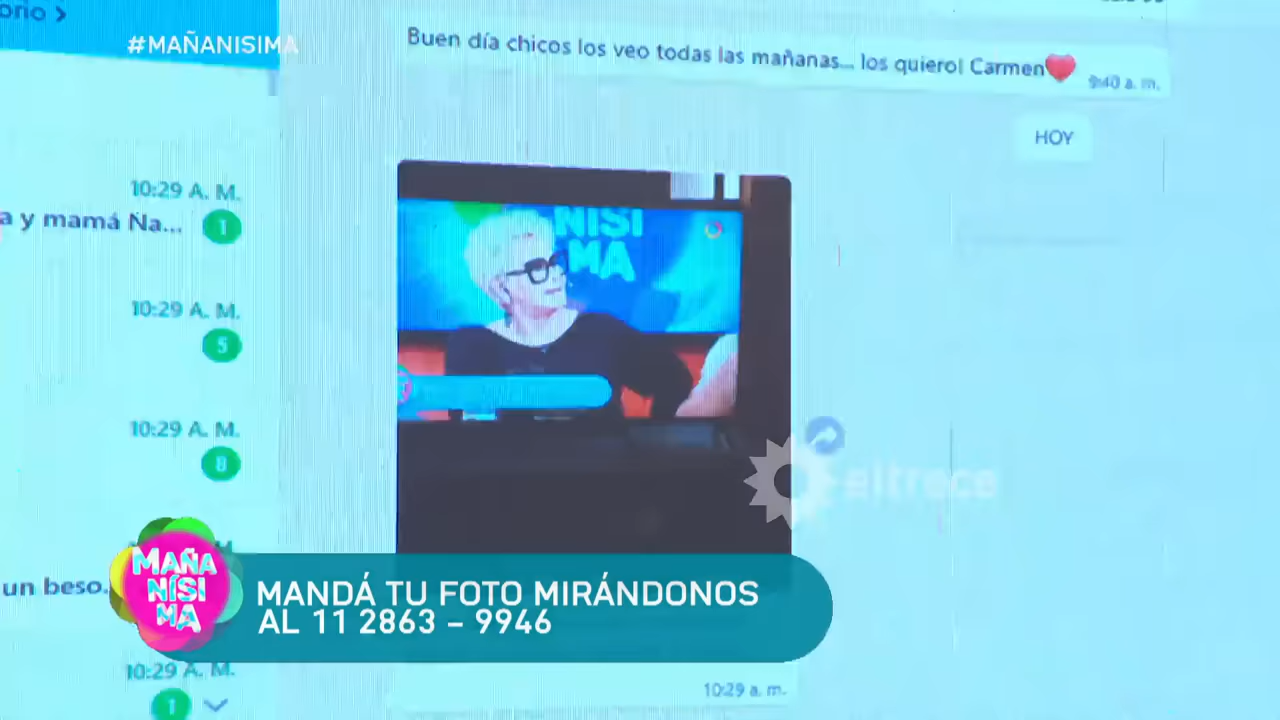 orio >
#MAÑANISIMA
Buen día chicos los veo todas las mañanas... los quiero! Carmen❤️
9:40 a. m.
HOY
10:29 A. M.
a y mamá Ña...
1
NISI
MA
10:29 A. M.
5
10:29 A. M.
8
eltrece
un beso.
MAÑA
NÍSI
MA
MANDÁ TU FOTO MIRÁNDONOS
AL 11 2863 – 9946
10:29 A. M.
1
10:29 a. m.